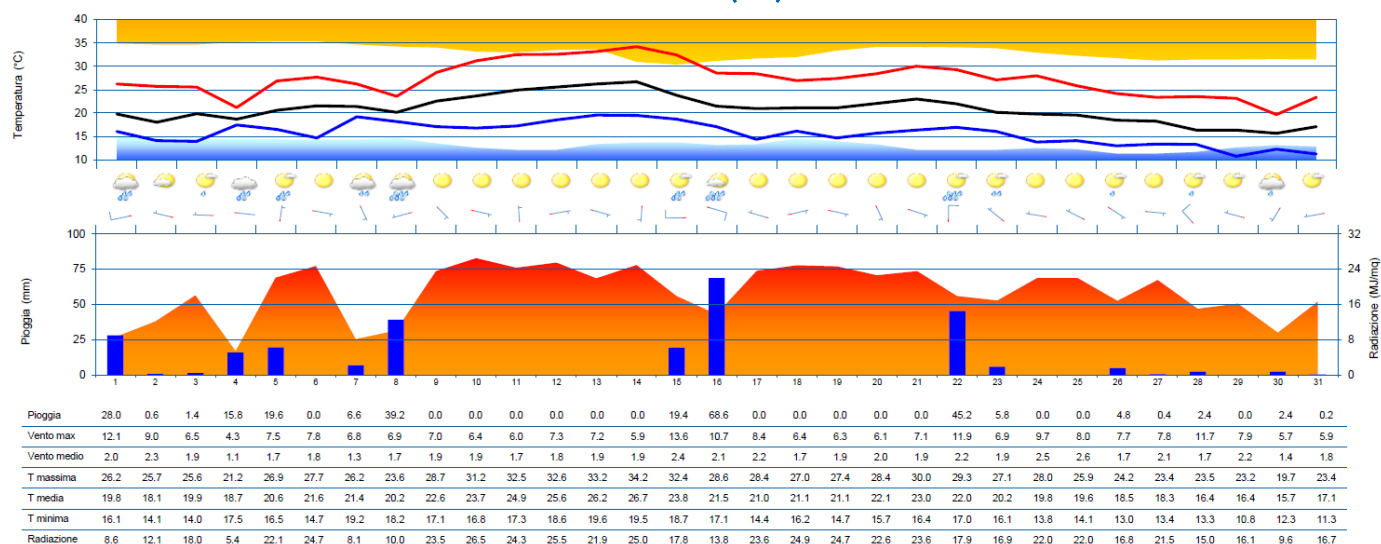 40
35
30
25
20
15
10
Temperatura (°C)
100
75
50
25
0
Pioggia (mm)
32
24
16
8
0
Radiazione (MJ/mq)
1 2 3 4 5 6 7 8 9 10 11 12 13 14 15 16 17 18 19 20 21 22 23 24 25 26 27 28 29 30 31
Pioggia 28.0 0.6 1.4 15.8 19.6 0.0 6.6 39.2 0.0 0.0 0.0 0.0 0.0 0.0 19.4 68.6 0.0 0.0 0.0 0.0 0.0 45.2 5.8 0.0 0.0 4.8 0.4 2.4 0.0 2.4 0.2
Vento max 12.1 9.0 6.5 4.3 7.5 7.8 6.8 6.9 7.0 6.4 6.0 7.3 7.2 5.9 13.6 10.7 8.4 6.4 6.3 6.1 7.1 11.9 6.9 9.7 8.0 7.7 7.8 11.7 7.9 5.7 5.9
Vento medio 2.0 2.3 1.9 1.1 1.7 1.8 1.3 1.7 1.9 1.9 1.7 1.8 1.9 1.9 2.4 2.1 2.2 1.7 1.9 2.0 1.9 2.2 1.9 2.5 2.6 1.7 2.1 1.7 2.2 1.4 1.8
T massima 26.2 25.7 25.6 21.2 26.9 27.7 26.2 23.6 28.7 31.2 32.5 32.6 33.2 34.2 32.4 28.6 28.4 27.0 27.4 28.4 30.0 29.3 27.1 28.0 25.9 24.2 23.4 23.5 23.2 19.7 23.4
T media 19.8 18.1 19.9 18.7 20.6 21.6 21.4 20.2 22.6 23.7 24.9 25.6 26.2 26.7 23.8 21.5 21.0 21.1 21.1 22.1 23.0 22.0 20.2 19.8 19.6 18.5 18.3 16.4 16.4 15.7 17.1
T minima 16.1 14.1 14.0 17.5 16.5 14.7 19.2 18.2 17.1 16.8 17.3 18.6 19.6 19.5 18.7 17.1 14.4 16.2 14.7 15.7 16.4 17.0 16.1 13.8 14.1 13.0 13.4 13.3 10.8 12.3 11.3
Radiazione 8.6 12.1 18.0 5.4 22.1 24.7 8.1 10.0 23.5 26.5 24.3 25.5 21.9 25.0 17.8 13.8 23.6 24.9 24.7 22.6 23.6 17.9 16.9 22.0 22.0 16.8 21.5 15.0 16.1 9.6 16.7